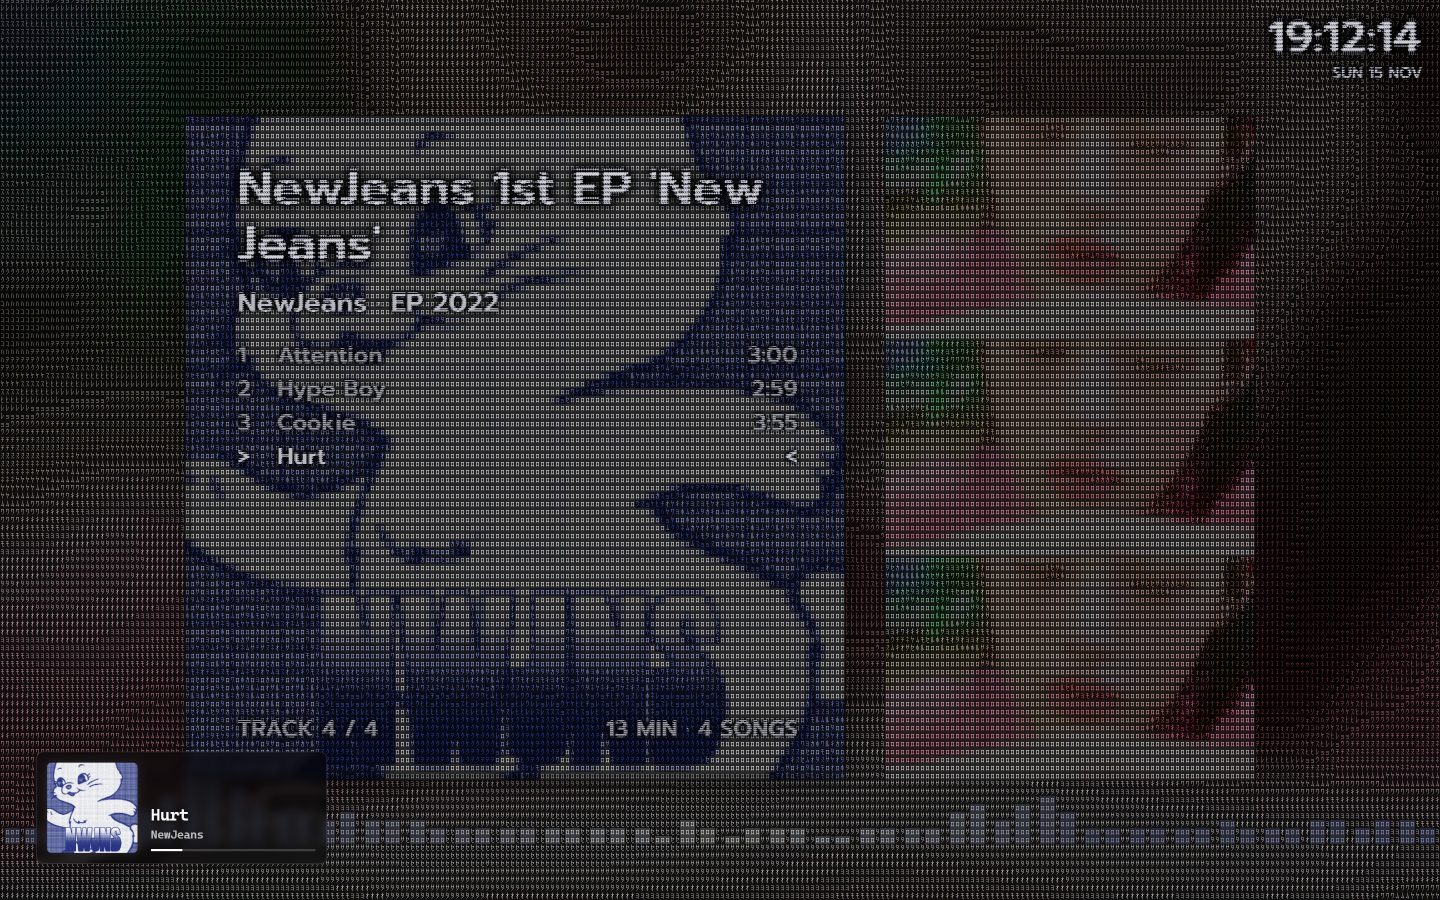 19:12:14
SUN 15 NOV
NewJeans 1st EP 'New
Jeans'
NewJeans · EP 2022
1 Attention 3:00
2 Hype Boy 2:59
3 Cookie 3:55
> Hurt <
TRACK 4 / 4 13 MIN · 4 SONGS
NWJNS
Hurt
NewJeans